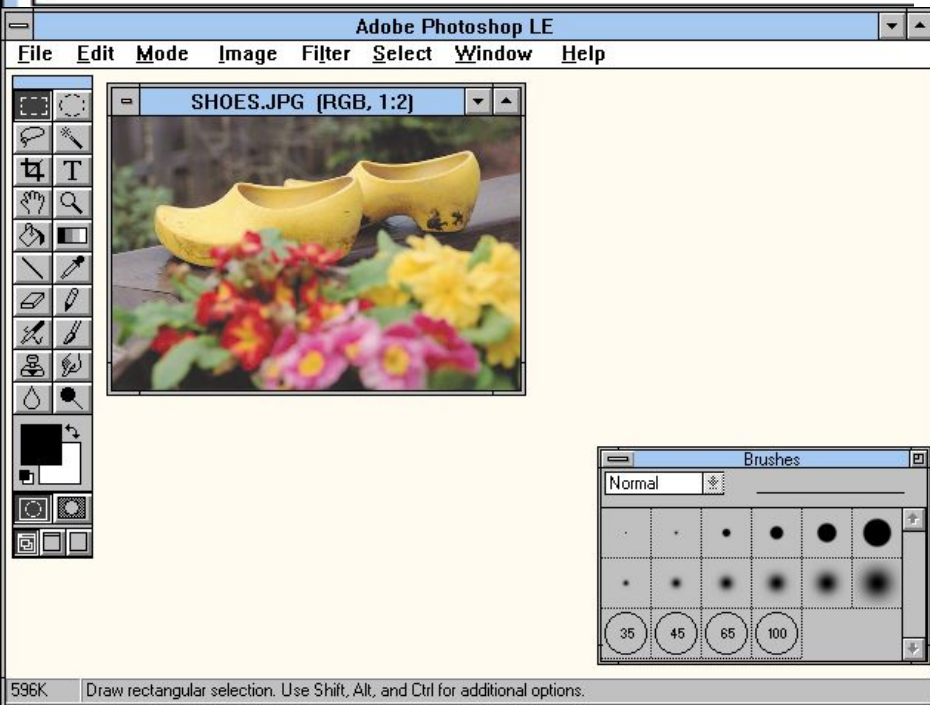 Adobe Photoshop LE
File Edit Mode Image Filter Select Window Help
SHOES.JPG (RGB, 1:2)
T
Brushes
Normal
35 45 65 100
596K Draw rectangular selection. Use Shift, Alt, and Ctrl for additional options.